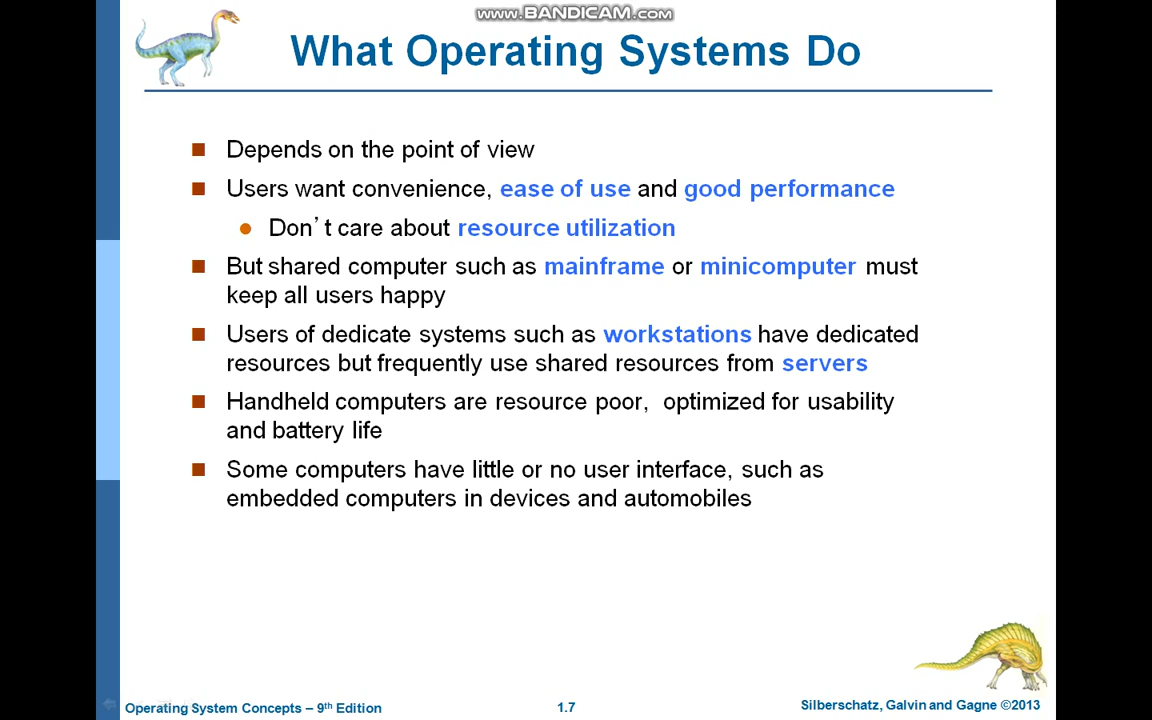 www.BANDICAM.com
What Operating Systems Do
Depends on the point of view
Users want convenience, ease of use and good performance
Don’t care about resource utilization
But shared computer such as mainframe or minicomputer must
keep all users happy
Users of dedicate systems such as workstations have dedicated
resources but frequently use shared resources from servers
Handheld computers are resource poor, optimized for usability
and battery life
Some computers have little or no user interface, such as
embedded computers in devices and automobiles
Operating System Concepts – 9th Edition
1.7
Silberschatz, Galvin and Gagne ©2013